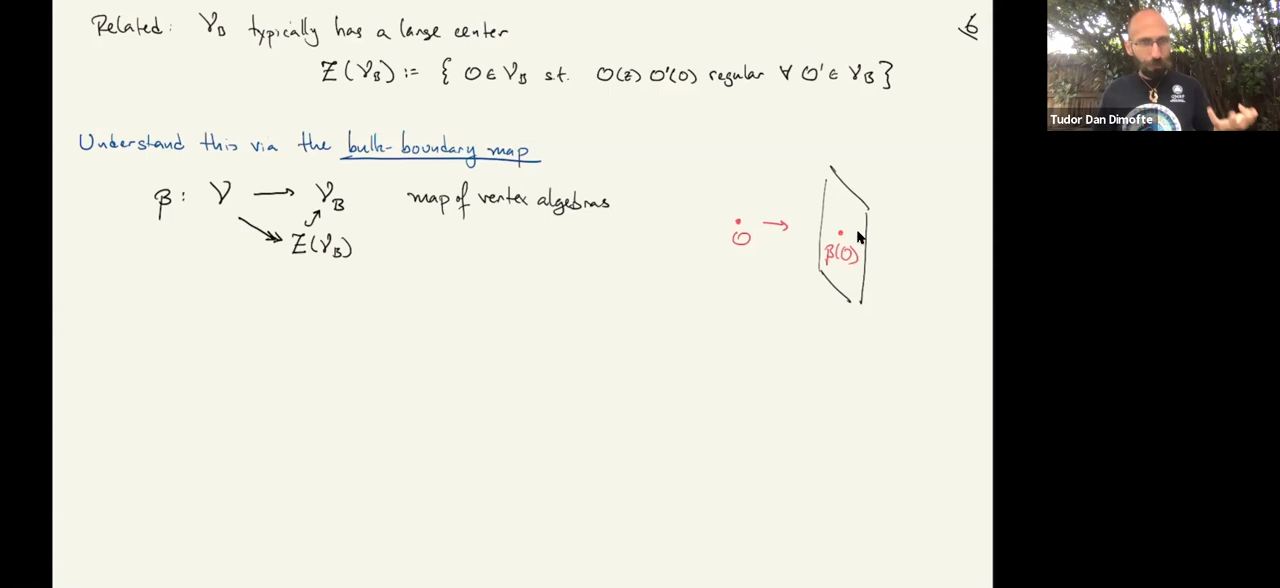 Related: V_B typically has a large center
6
Z(V_B) := { O ∈ V_B s.t. O(z) O'(0) regular ∀ O' ∈ V_B }
Understand this via the bulk-boundary map
β: V → V_B map of vertex algebras
Z(V_B)
O → β(O)
Tudor Dan Dimofte